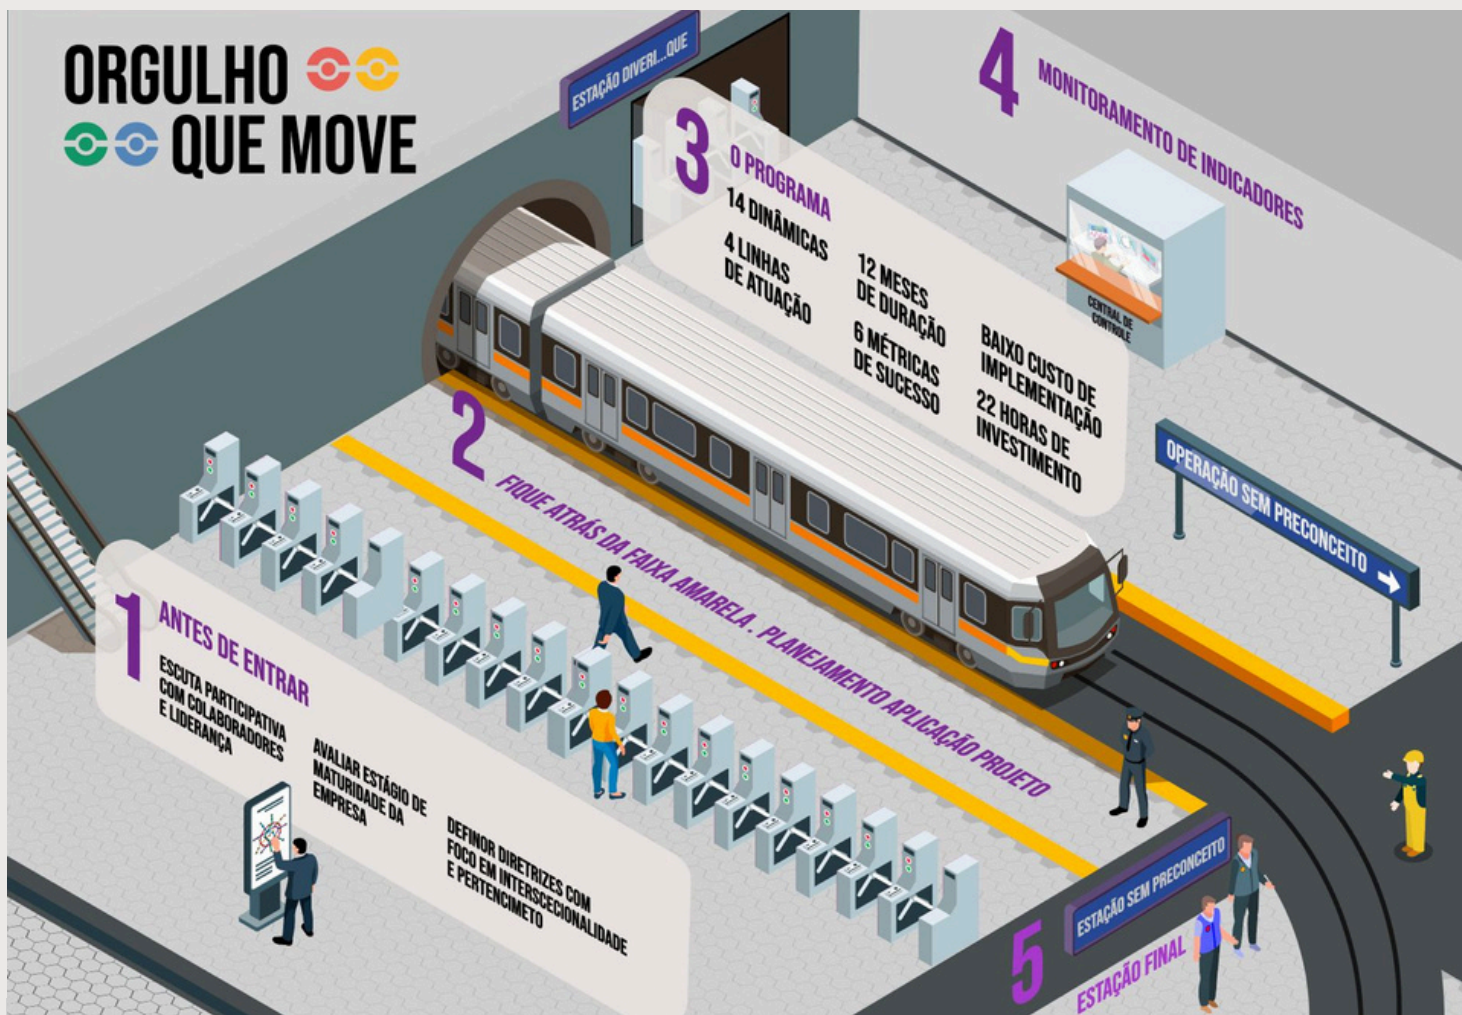 ORGULHO
QUE MOVE
ESTAÇÃO DIVERI...QUE
4
MONITORAMENTO DE INDICADORES
CENTRAL DE
CONTROLE
3
O PROGRAMA
14 DINÂMICAS
4 LINHAS
DE ATUAÇÃO
12 MESES
DE DURAÇÃO
6 MÉTRICAS
DE SUCESSO
BAIXO CUSTO DE
IMPLEMENTAÇÃO
22 HORAS DE
INVESTIMENTO
OPERAÇÃO SEM PRECONCEITO
2
FIQUE ATRÁS DA FAIXA AMARELA . PLANEJAMENTO APLICAÇÃO PROJETO
1
ANTES DE ENTRAR
ESCUTA PARTICIPATIVA
COM COLABORADORES
E LIDERANÇA
AVALIAR ESTÁGIO DE
MATURIDADE DA
EMPRESA
DEFINOR DIRETRIZES COM
FOCO EM INTERSCECIONALIDADE
E PERTENCIMETO
5
ESTAÇÃO SEM PRECONCEITO
ESTAÇÃO FINAL